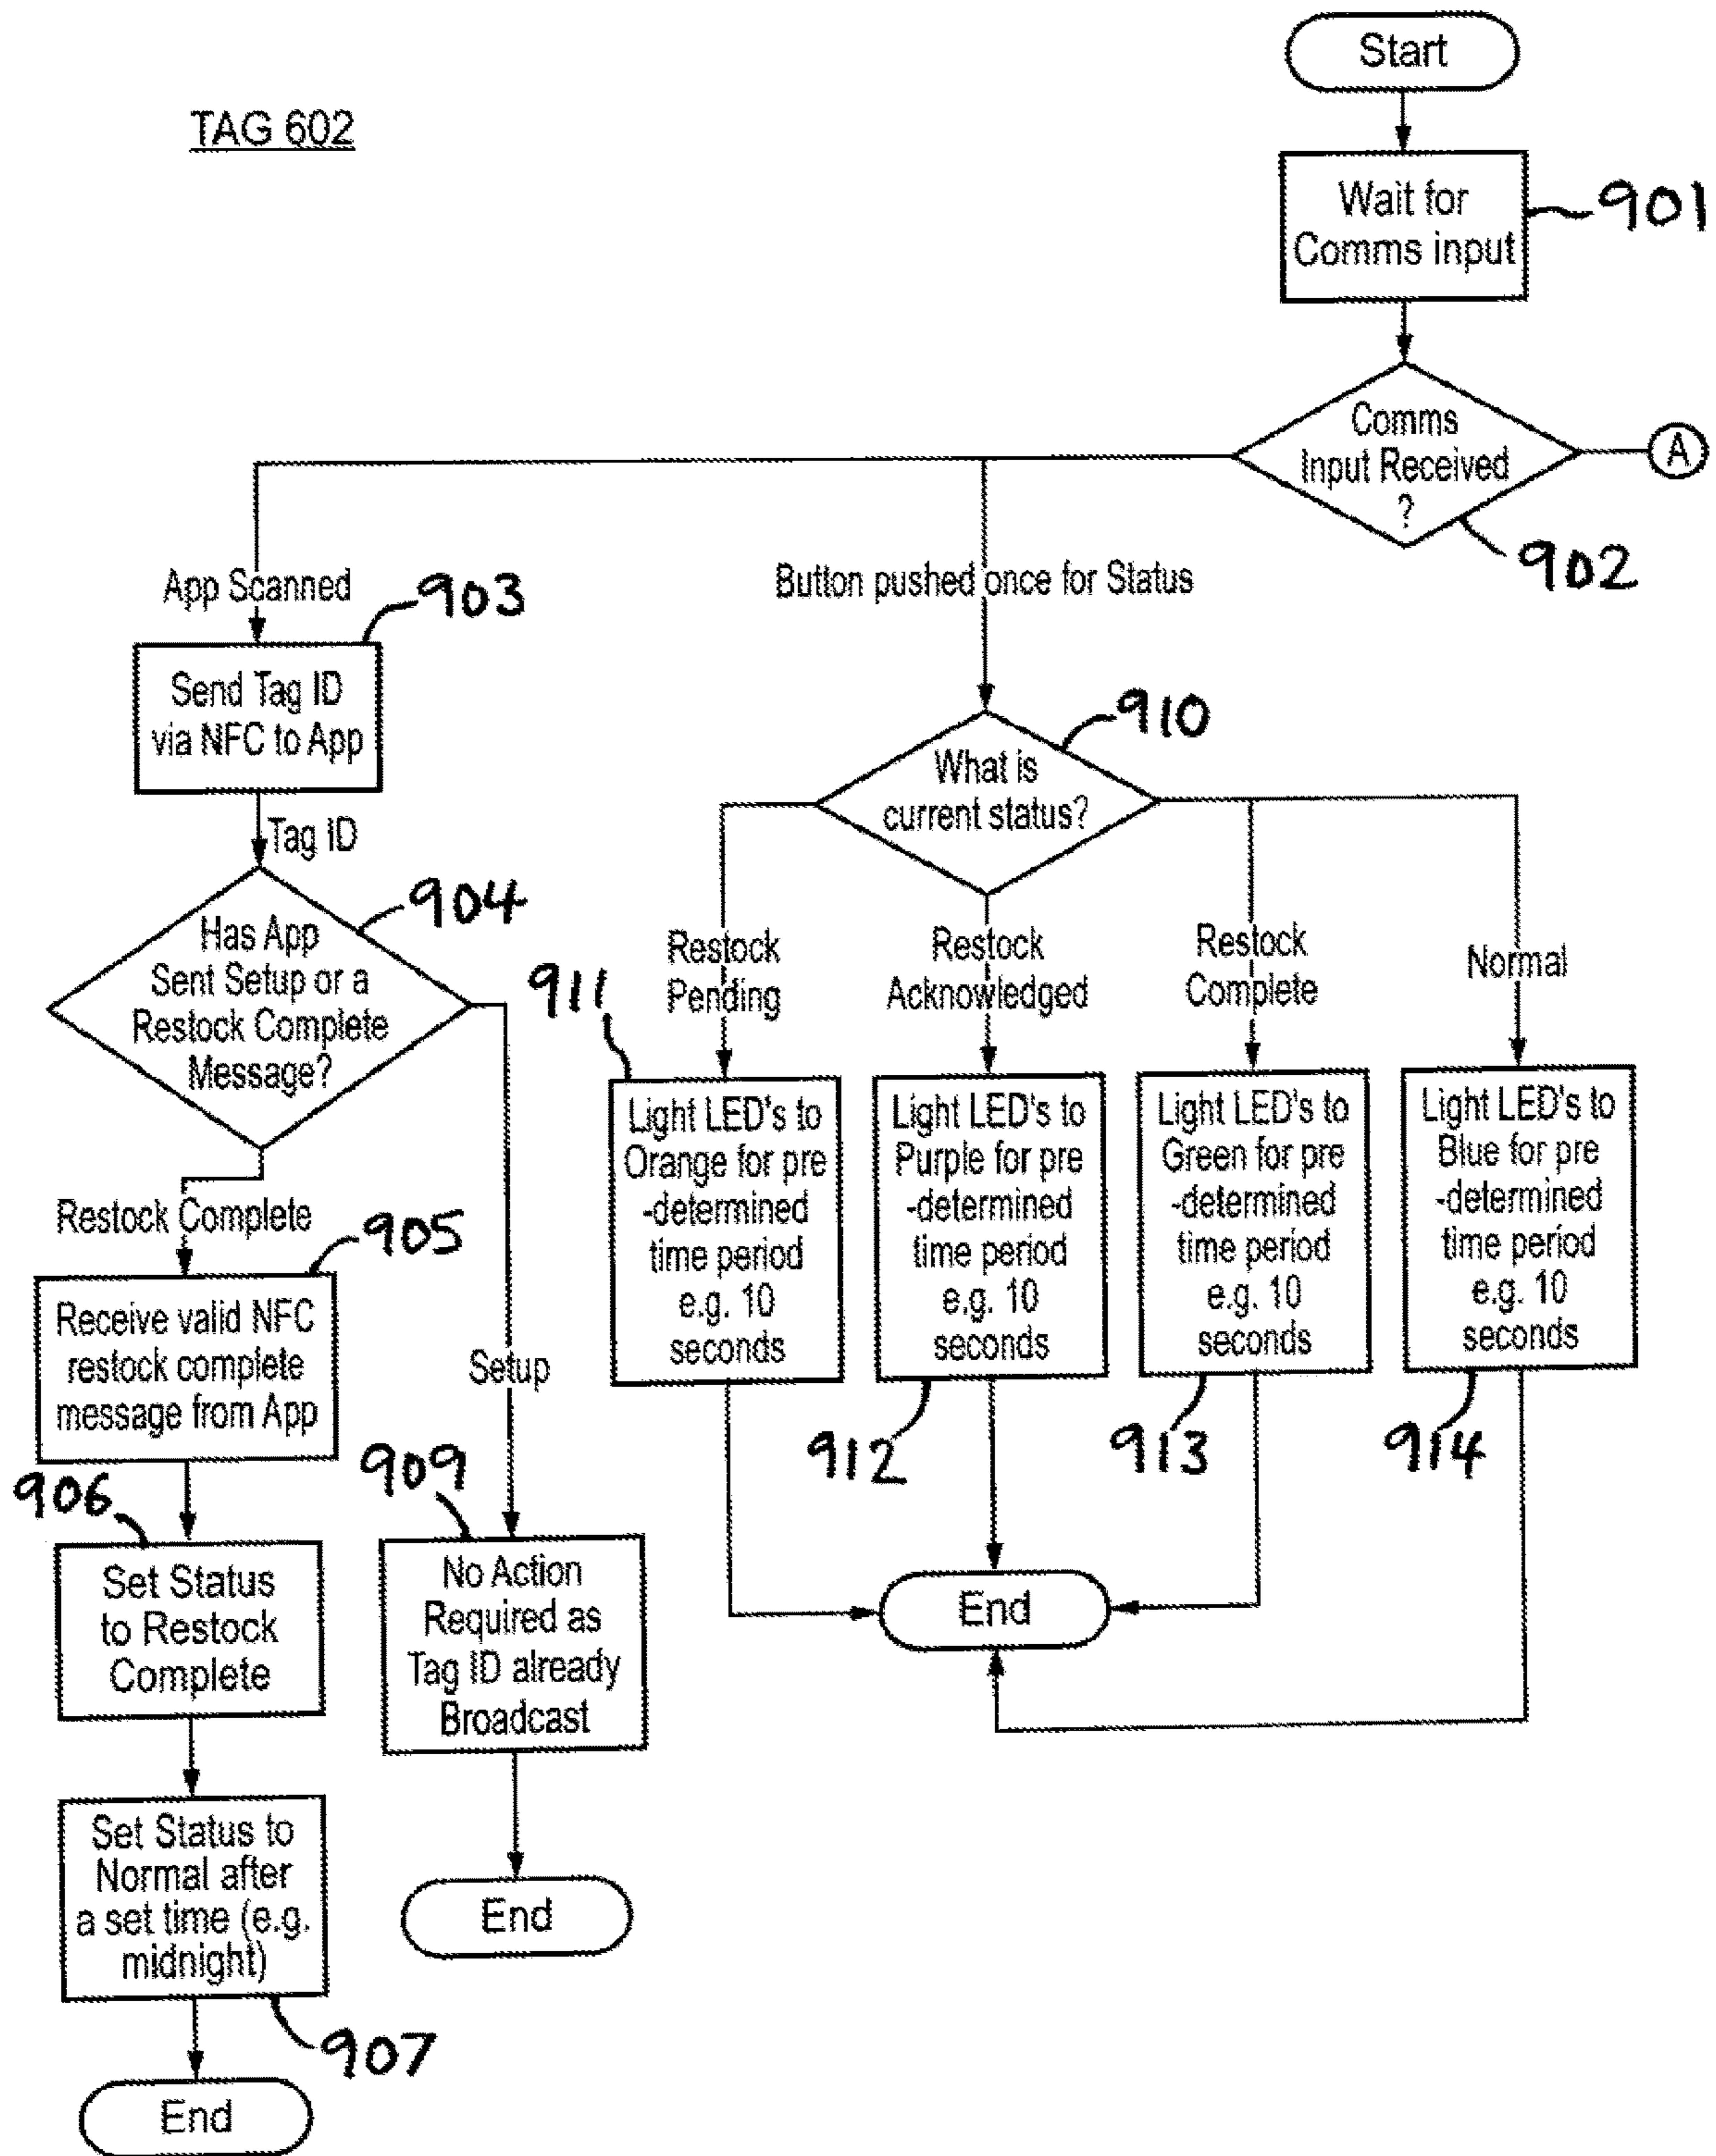 TAG 602
Start
Wait for
Comms input
901
Comms
Input Received
?
902
A
App Scanned
903
Send Tag ID
via NFC to App
Tag ID
904
Has App
Sent Setup or a
Restock Complete
Message?
Restock Complete
905
Receive valid NFC
restock complete
message from App
906
Set Status
to Restock
Complete
Set Status to
Normal after
a set time (e.g.
midnight)
907
End
Setup
909
No Action
Required as
Tag ID already
Broadcast
End
Button pushed once for Status
910
What is
current status?
Restock
Pending
911
Light LED's to
Orange for pre
-determined
time period
e.g. 10
seconds
Restock
Acknowledged
Light LED's to
Purple for pre
-determined
time period
e.g. 10
seconds
912
Restock
Complete
Light LED's to
Green for pre
-determined
time period
e.g. 10
seconds
913
Normal
Light LED's to
Blue for pre
-determined
time period
e.g. 10
seconds
914
End